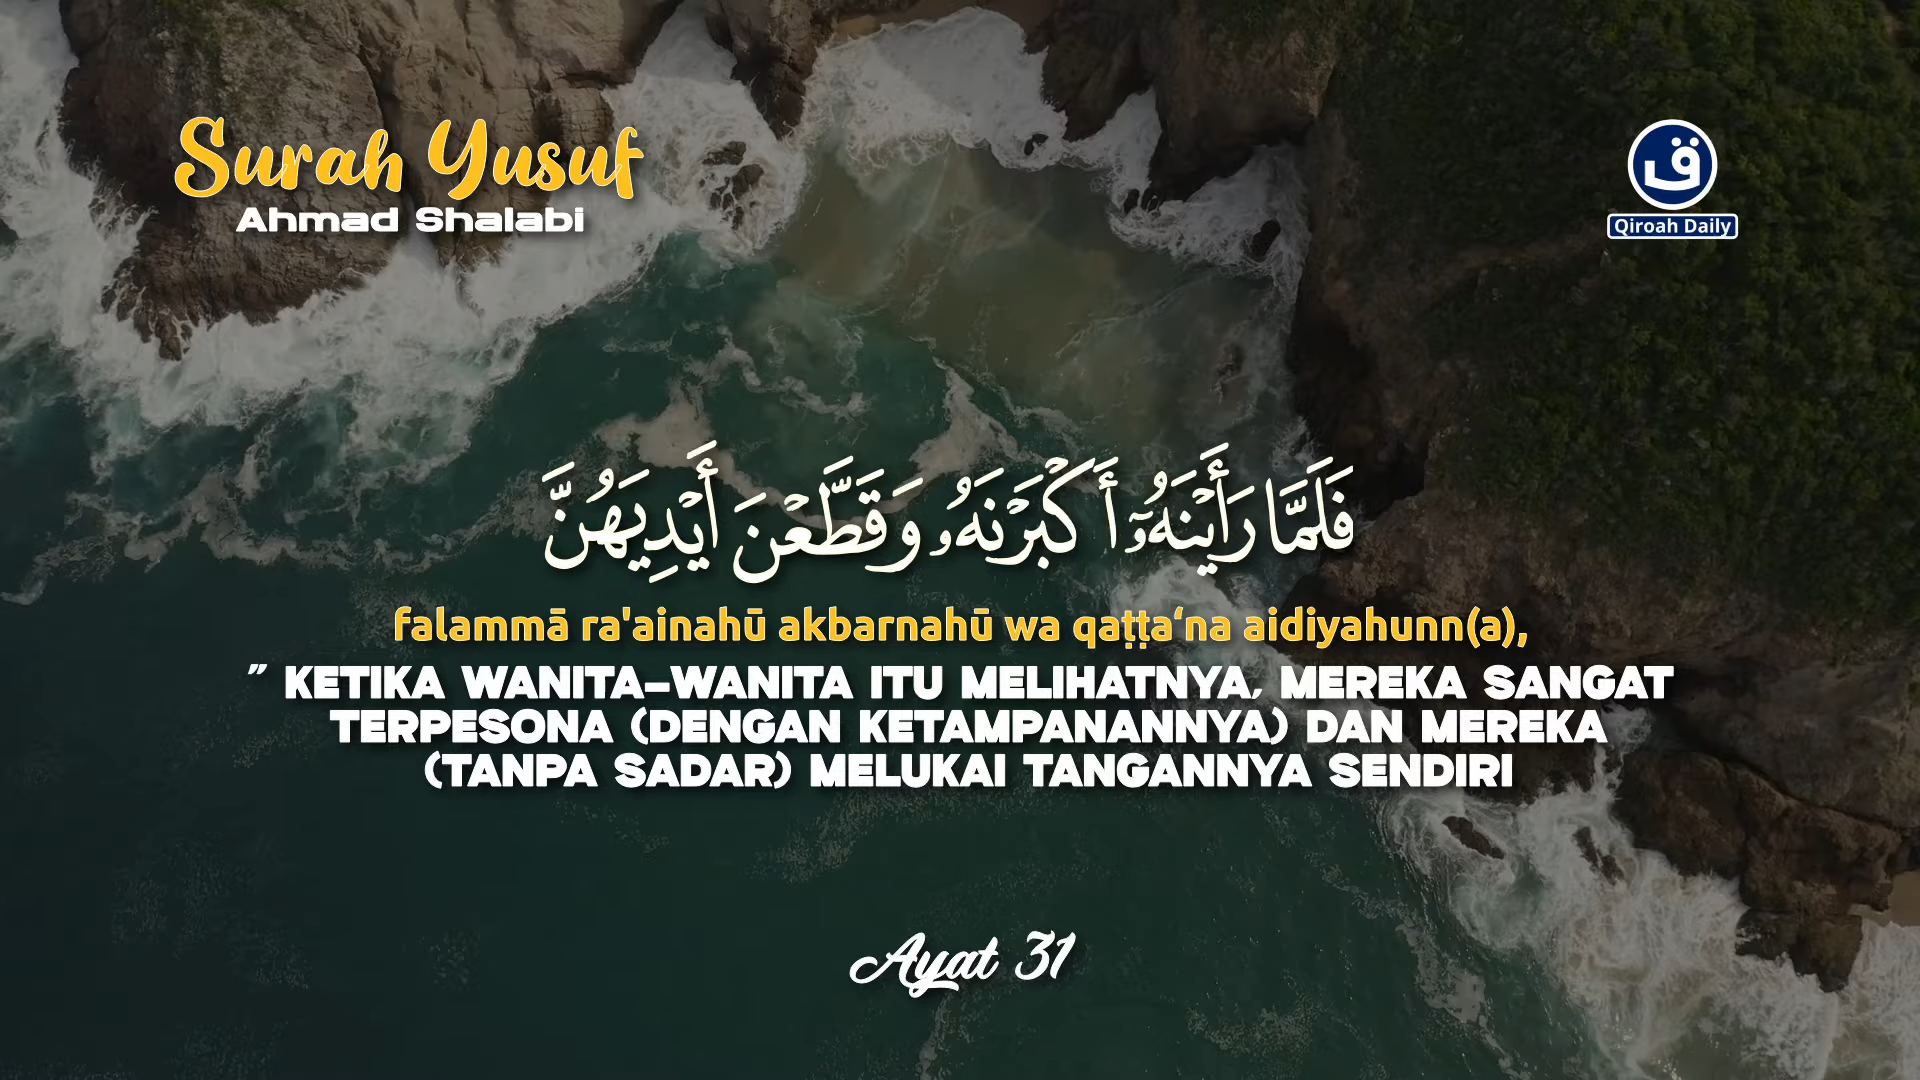 Surah Yusuf
Ahmad Shalabi
ق
Qiroah Daily
فَلَمَّا رَأَيْنَهُۥٓ أَكْبَرْنَهُۥ وَقَطَّعْنَ أَيْدِيَهُنَّ
falammā ra'ainahū akbarnahū wa qaṭṭa‘na aidiyahunn(a),
" KETIKA WANITA-WANITA ITU MELIHATNYA, MEREKA SANGAT
TERPESONA (DENGAN KETAMPANANNYA) DAN MEREKA
(TANPA SADAR) MELUKAI TANGANNYA SENDIRI
Ayat 31